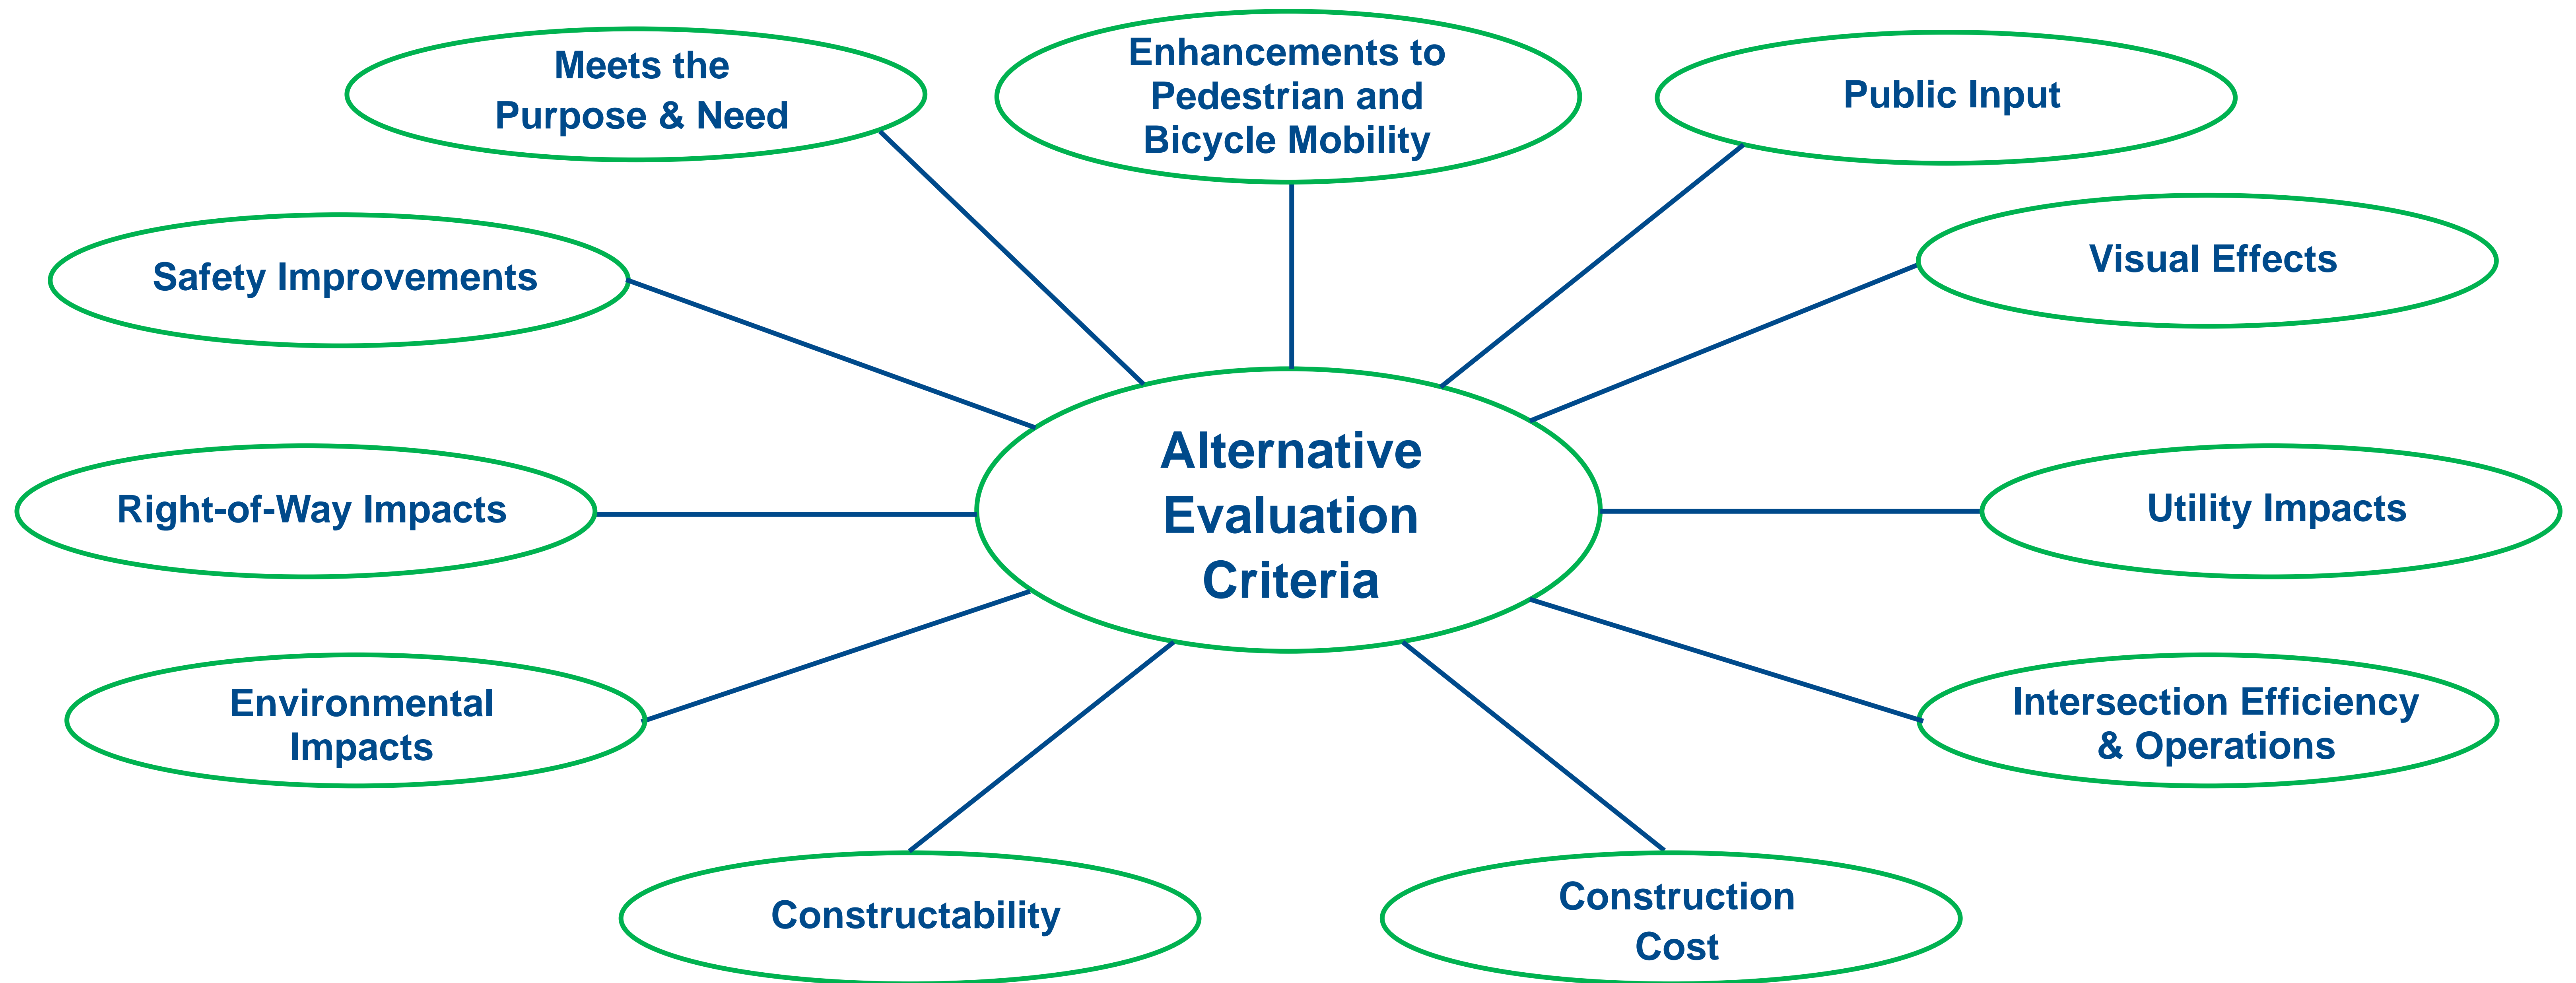 Meets the
Purpose & Need
Enhancements to
Pedestrian and
Bicycle Mobility
Public Input
Safety Improvements
Visual Effects
Right-of-Way Impacts
Alternative
Evaluation
Criteria
Utility Impacts
Environmental
Impacts
Intersection Efficiency
& Operations
Constructability
Construction
Cost